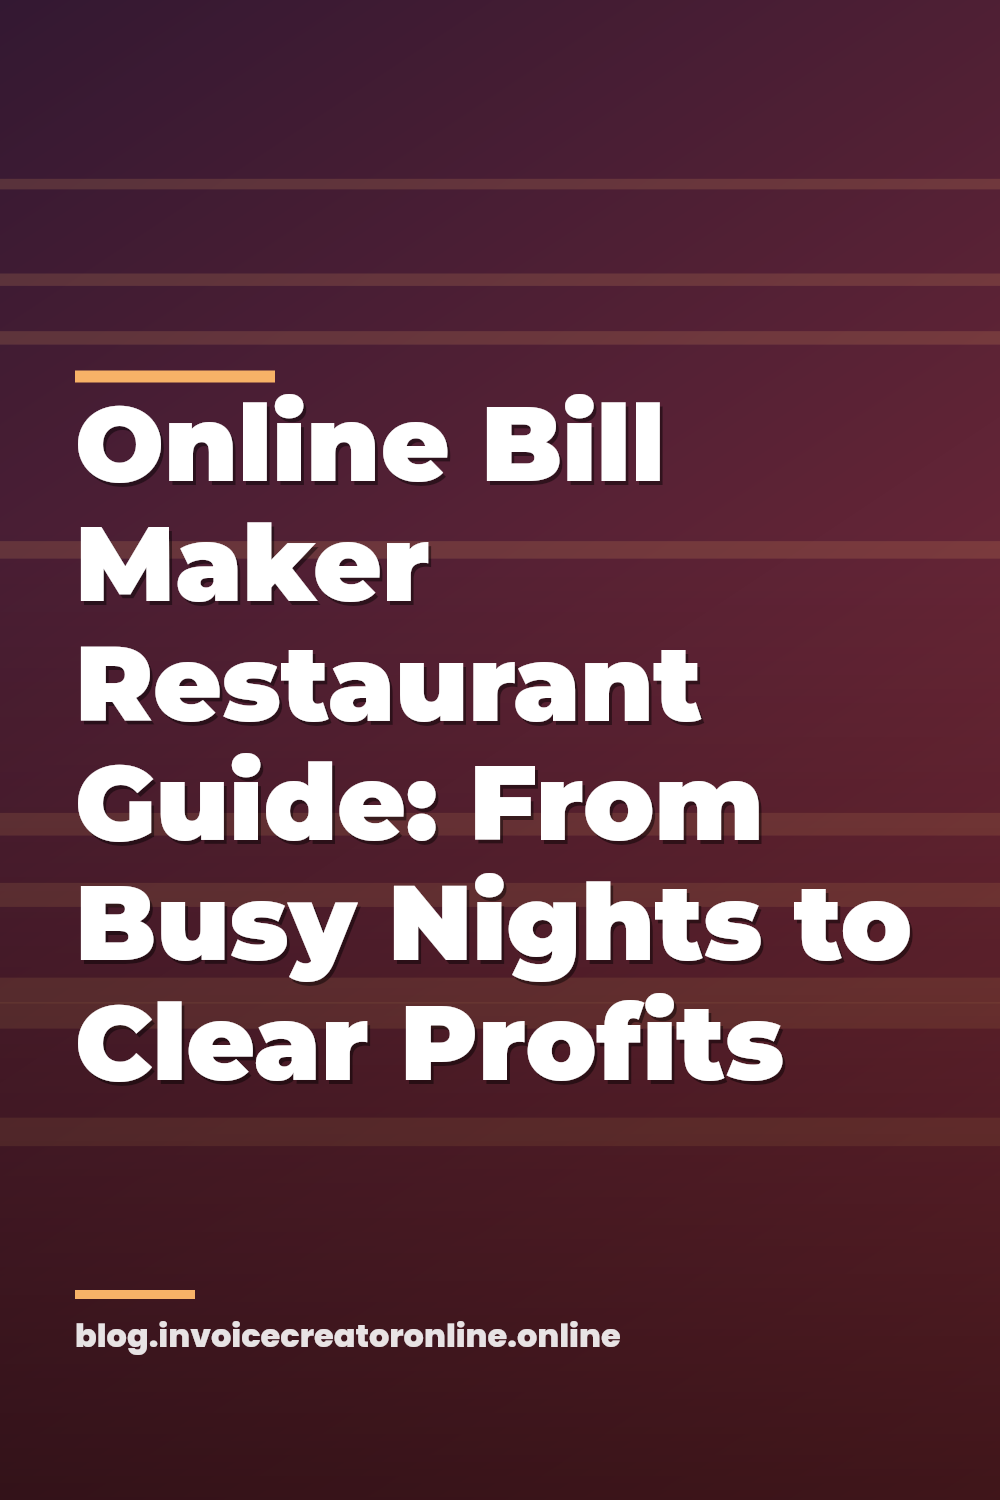 Online Bill
Maker
Restaurant
Guide: From
Busy Nights to
Clear Profits
blog.invoicecreatoronline.online